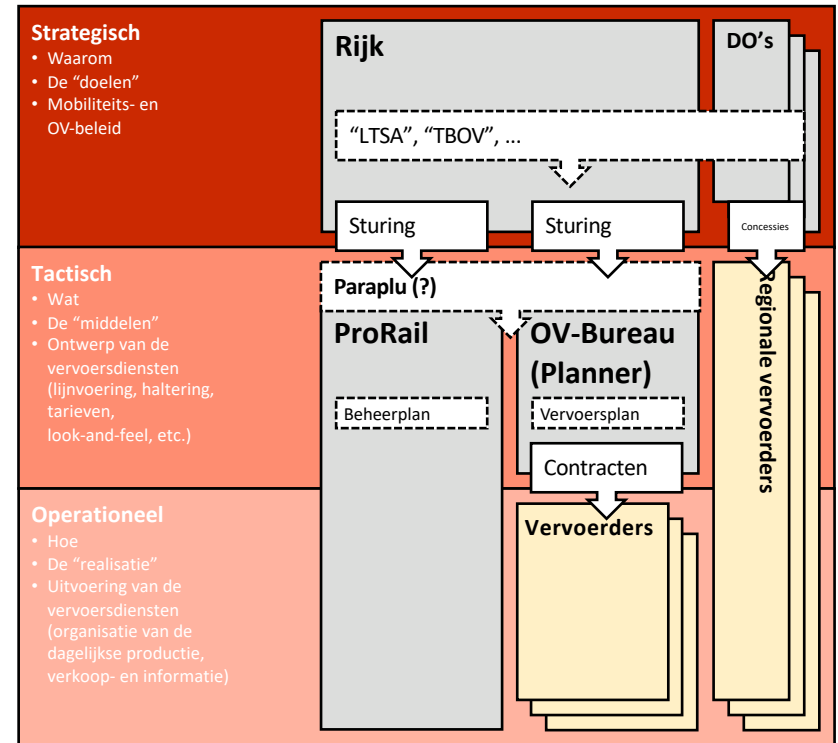 Strategisch
• Waarom
• De “doelen”
• Mobiliteits- en
OV-beleid
Rijk
DO’s
“LTSA”, “TBOV”, ...
Sturing
Sturing
Concessies
Tactisch
• Wat
• De “middelen”
• Ontwerp van de
vervoersdiensten
(lijnvoering, haltering,
tarieven,
look-and-feel, etc.)
Paraplu (?)
ProRail
OV-Bureau
(Planner)
Beheerplan
Vervoersplan
Contracten
Regionale vervoerders
Operationeel
• Hoe
• De “realisatie”
• Uitvoering van de
vervoersdiensten
(organisatie van de
dagelijkse productie,
verkoop- en informatie)
Vervoerders